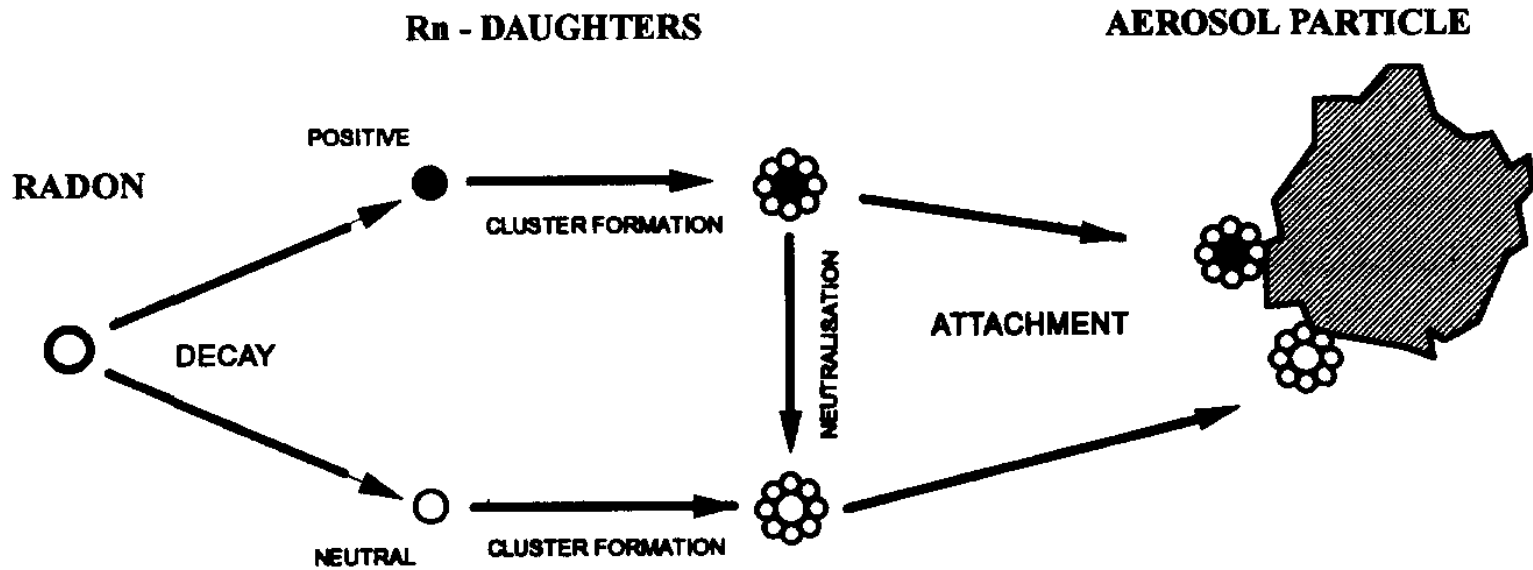 Rn - DAUGHTERS
AEROSOL PARTICLE
POSITIVE
RADON
CLUSTER FORMATION
DECAY
NEUTRALISATION
ATTACHMENT
NEUTRAL
CLUSTER FORMATION